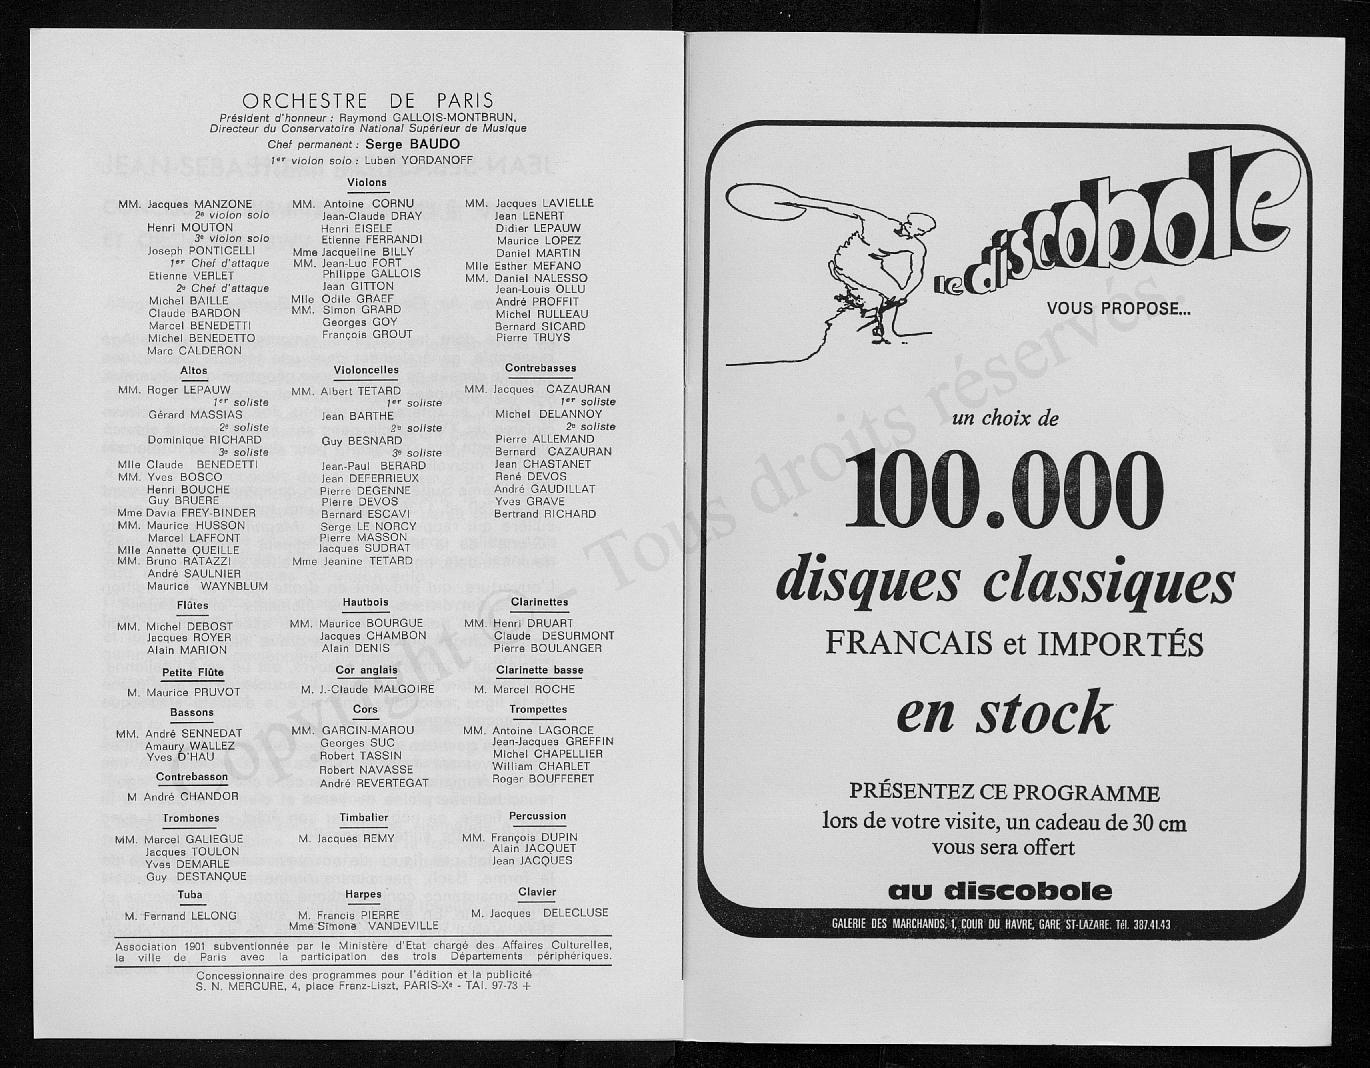 ORCHESTRE DE PARIS
Président d'honneur : Raymond GALLOIS-MONTBRUN,
Directeur du Conservatoire National Supérieur de Musique
Chef permanent : Serge BAUDO
1er violon solo : Luben YORDANOFF
Violons
MM. Jacques MANZONE
2e violon solo
Henri MOUTON
3e violon solo
Joseph PONTICELLI
1er Chef d'attaque
Etienne VERLET
2e Chef d'attaque
Michel BAILLE
Claude BARDON
Marcel BENEDETTI
Michel BENEDETTO
Marc CALDERON
MM. Antoine CORNU
Jean-Claude DRAY
Henri EISELE
Etienne FERRANDI
Mme Jacqueline BILLY
MM. Jean-Luc FORT
Philippe GALLOIS
Jean GITTON
Mlle Odile GRAEF
MM. Simon GRARD
Georges GOY
François GROUT
MM. Jacques LAVIELLE
Jean LENERT
Didier LEPAUW
Maurice LOPEZ
Daniel MARTIN
Mlle Esther MEFANO
MM. Daniel NALESSO
Jean-Louis OLLU
André PROFFIT
Michel RULLEAU
Bernard SICARD
Pierre TRUYS
Altos
MM. Roger LEPAUW
1er soliste
Gérard MASSIAS
2e soliste
Dominique RICHARD
3e soliste
Mlle Claude BENEDETTI
MM. Yves BOSCO
Henri BOUCHE
Guy BRUERE
Mme Davia FREY-BINDER
MM. Maurice HUSSON
Marcel LAFFONT
Mlle Annette QUEILLE
MM. Bruno RATAZZI
André SAULNIER
Maurice WAYNBLUM
Violoncelles
MM. Albert TETARD
1er soliste
Jean BARTHE
2e soliste
Guy BESNARD
3e soliste
Jean-Paul BERARD
Jean DEFERRIEUX
Pierre DEGENNE
Pierre DEVOS
Bernard ESCAVI
Serge LE NORCY
Pierre MASSON
Jacques SUDRAT
Mme Jeanine TETARD
Contrebasses
MM. Jacques CAZAURAN
1er soliste
Michel DELANNOY
2e soliste
Pierre ALLEMAND
Bernard CAZAURAN
Jean CHASTANET
René DEVOS
André GAUDILLAT
Yves GRAVE
Bertrand RICHARD
Flûtes
MM. Michel DEBOST
Jacques ROYER
Alain MARION
Hautbois
MM. Maurice BOURGUE
Jacques CHAMBON
Alain DENIS
Clarinettes
MM. Henri DRUART
Claude DESURMONT
Pierre BOULANGER
Petite Flûte
M. Maurice PRUVOT
Cor anglais
M. J.-Claude MALGOIRE
Clarinette basse
M. Marcel ROCHE
Bassons
MM. André SENNEDAT
Amaury WALLEZ
Yves D'HAU
Cors
MM. GARCIN-MAROU
Georges SUC
Robert TASSIN
Robert NAVASSE
André REVERTEGAT
Trompettes
MM. Antoine LAGORCE
Jean-Jacques GREFFIN
Michel CHAPELLIER
William CHARLET
Roger BOUFFERET
Contrebasson
M André CHANDOR
Trombones
MM. Marcel GALIEGUE
Jacques TOULON
Yves DEMARLE
Guy DESTANQUE
Timbalier
M. Jacques REMY
Percussion
MM. François DUPIN
Alain JACQUET
Jean JACQUES
Tuba
M. Fernand LELONG
Harpes
M. Francis PIERRE
Mme Simone VANDEVILLE
Clavier
M. Jacques DELECLUSE
Association 1901 subventionnée par le Ministère d'Etat chargé des Affaires Culturelles,
la ville de Paris avec la participation des trois Départements périphériques.
Concessionnaire des programmes pour l'édition et la publicité
S. N. MERCURE, 4, place Franz-Liszt, PARIS-Xe - TAI. 97-73 +
Le discobole
VOUS PROPOSE...
un choix de
100.000
disques classiques
FRANCAIS et IMPORTÉS
en stock
PRÉSENTEZ CE PROGRAMME
lors de votre visite, un cadeau de 30 cm
vous sera offert
au discobole
GALERIE DES MARCHANDS, 1, COUR DU HAVRE, GARE ST-LAZARE. Tél. 387.41.43
Copyright © - Tous droits réservés.